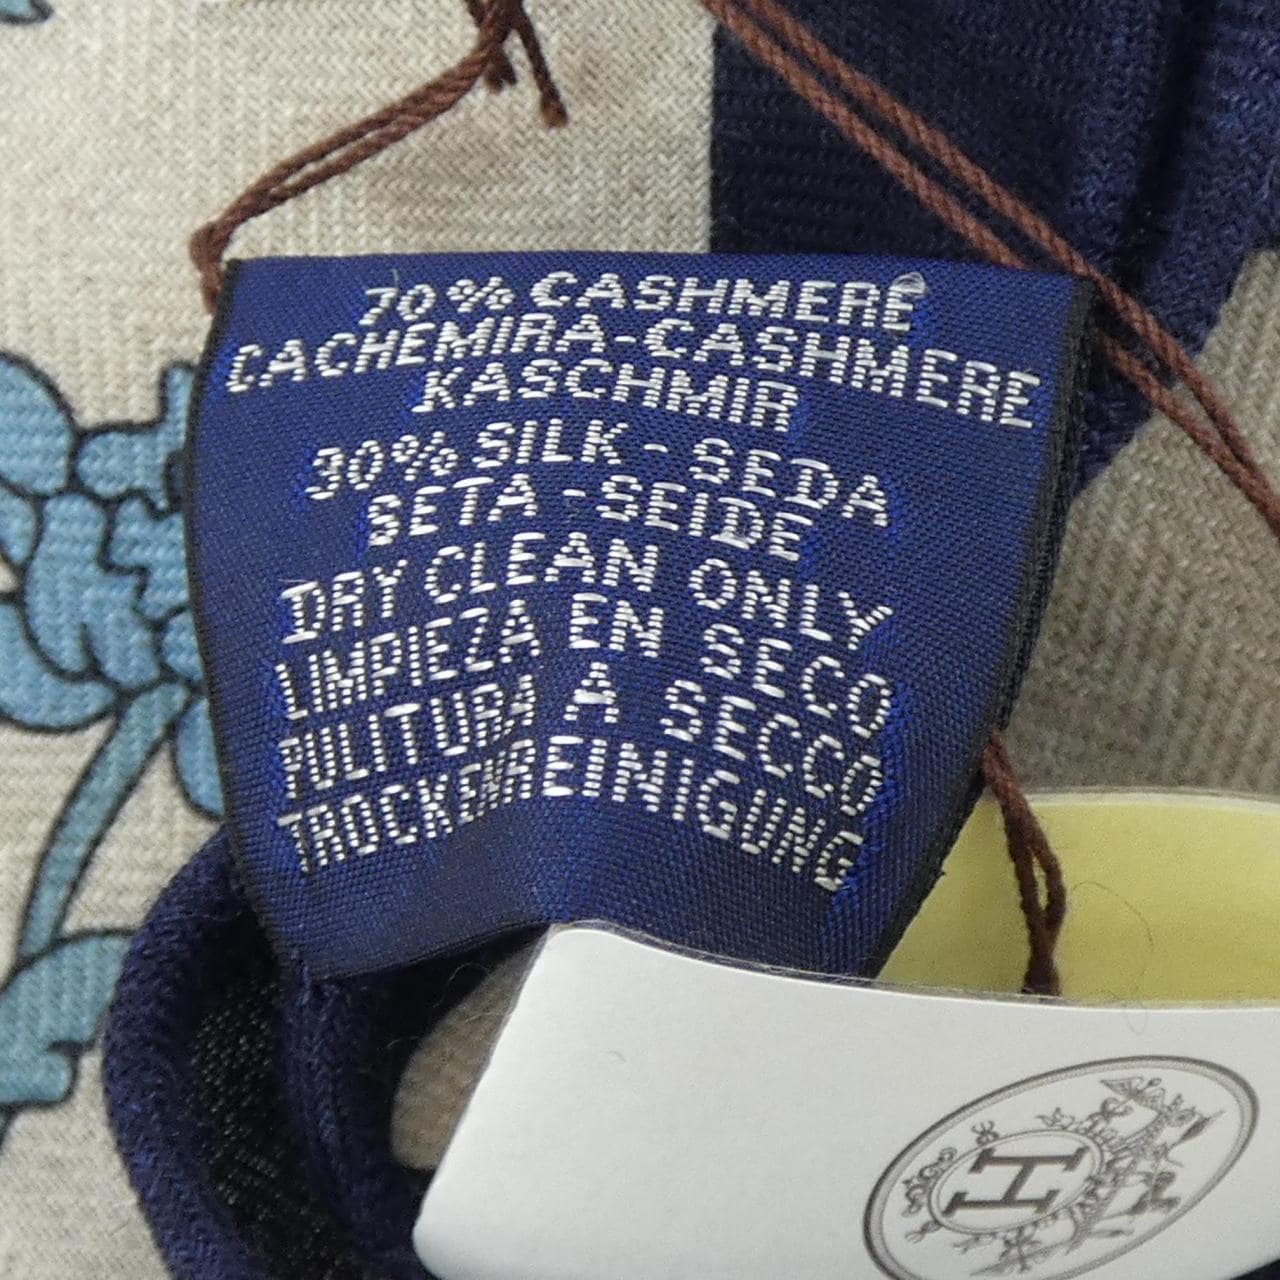 70% CASHMERE
CACHEMIRA-CASHMERE
KASCHMIR
30% SILK - SEDA
SETA - SEIDE
DRY CLEAN ONLY
LIMPIEZA EN SECO
PULITURA A SECCO
TROCKENREINIGUNG
H